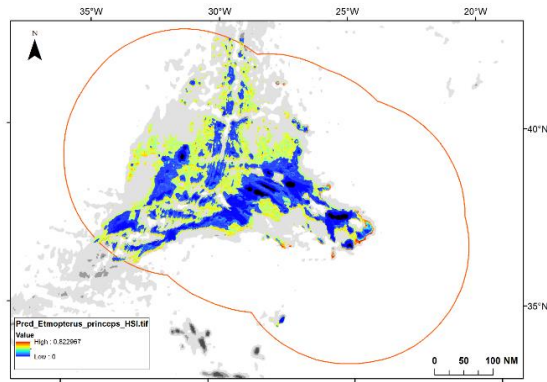 35°W 30°W 25°W 20°W
N
40°N
35°N
Pred_Etmopterus_princeps_HSI.tif
Value
High : 0.822967
Low : 0
0 50 100 NM